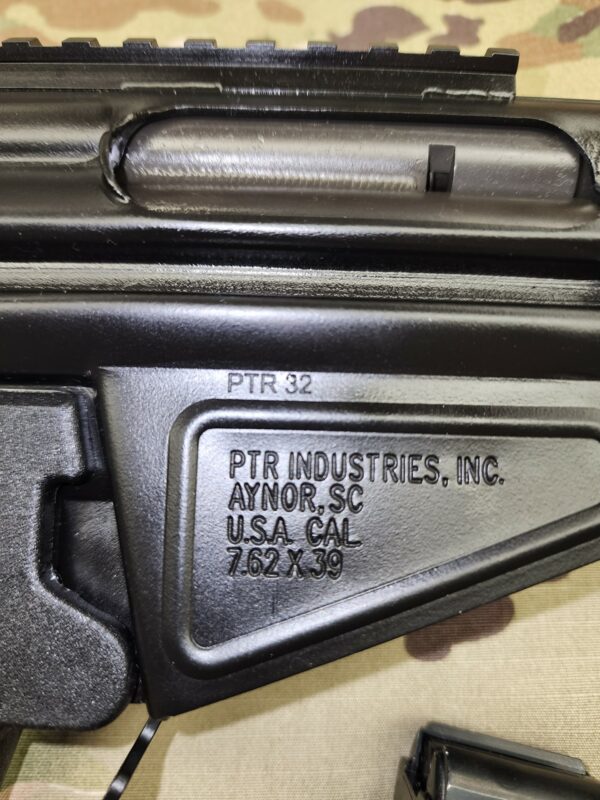 PTR 32
PTR INDUSTRIES, INC.
AYNOR, SC
U.S.A. CAL.
7.62 X 39